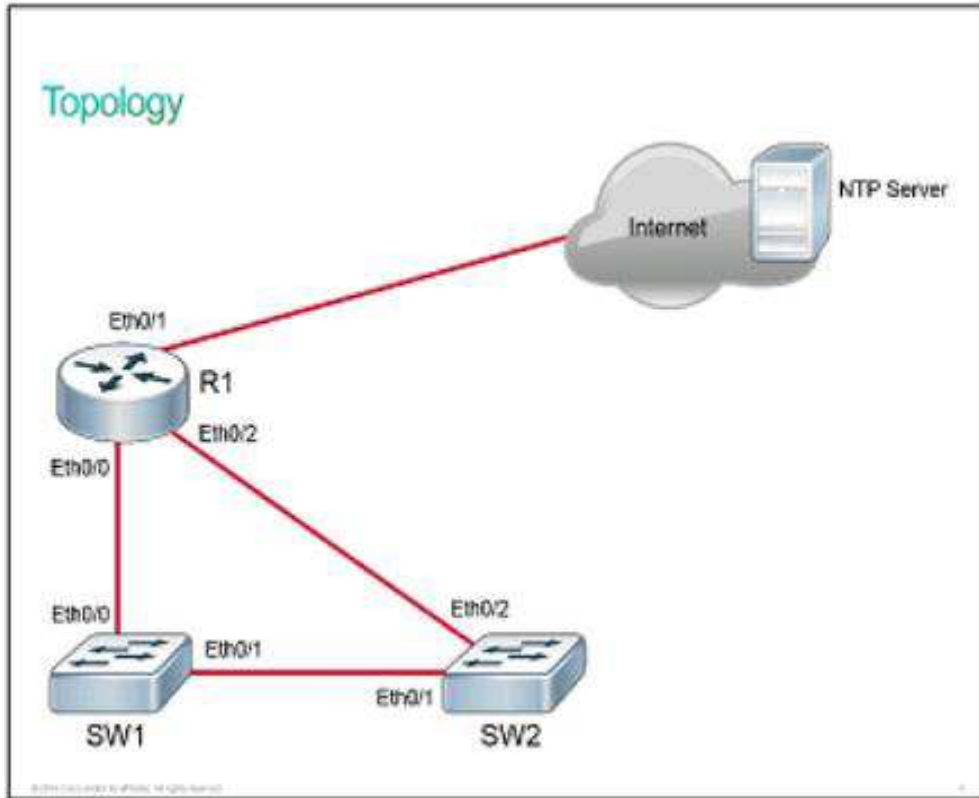 Topology
NTP Server
Internet
Eth0/1
R1
Eth0/2
Eth0/0
Eth0/0
Eth0/2
Eth0/1
Eth0/1
SW1
SW2